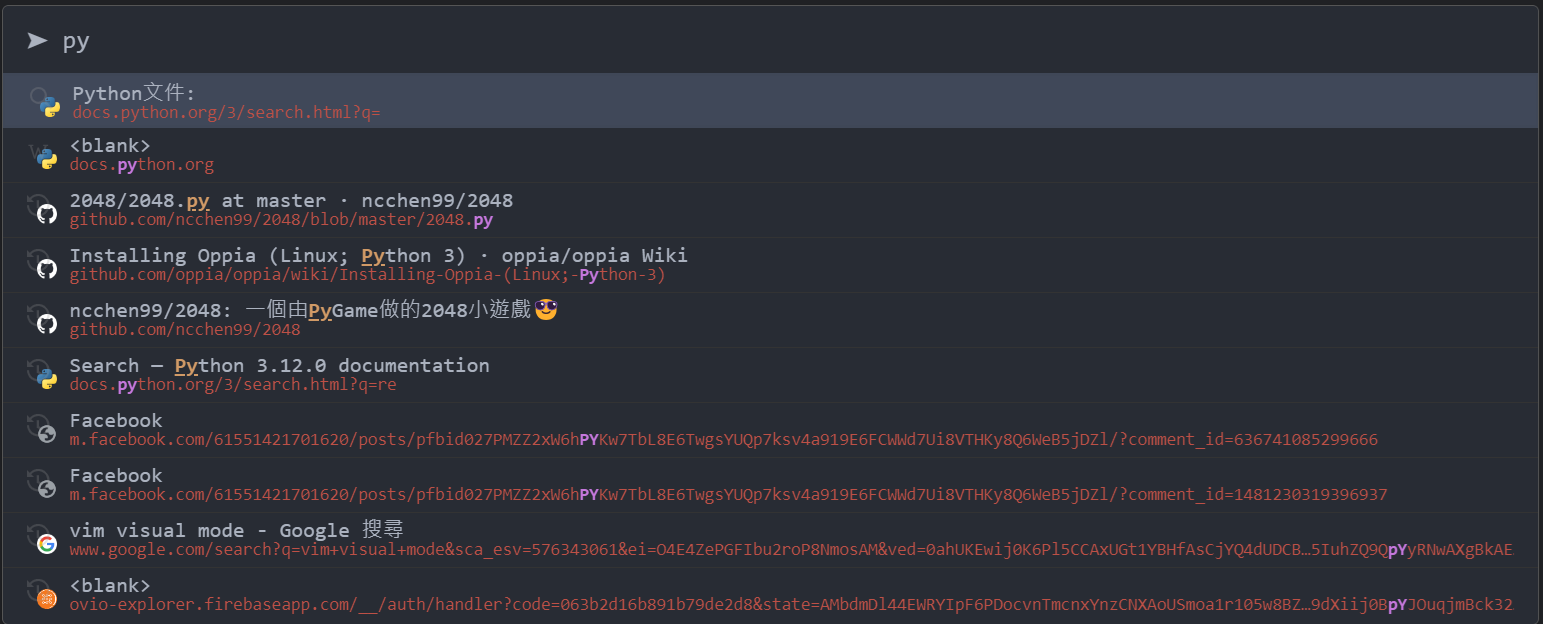 py
Python文件:
docs.python.org/3/search.html?q=
<blank>
docs.python.org
2048/2048.py at master · ncchen99/2048
github.com/ncchen99/2048/blob/master/2048.py
Installing Oppia (Linux; Python 3) · oppia/oppia Wiki
github.com/oppia/oppia/wiki/Installing-Oppia-(Linux;-Python-3)
ncchen99/2048: 一個由PyGame做的2048小遊戲😎
github.com/ncchen99/2048
Search — Python 3.12.0 documentation
docs.python.org/3/search.html?q=re
Facebook
m.facebook.com/61551421701620/posts/pfbid027PMZZ2xW6hPYKw7TbL8E6TwgsYUQp7ksv4a919E6FCWWd7Ui8VTHKy8Q6WeB5jDZl/?comment_id=636741085299666
Facebook
m.facebook.com/61551421701620/posts/pfbid027PMZZ2xW6hPYKw7TbL8E6TwgsYUQp7ksv4a919E6FCWWd7Ui8VTHKy8Q6WeB5jDZl/?comment_id=1481230319396937
vim visual mode - Google 搜尋
www.google.com/search?q=vim+visual+mode&sca_esv=576343061&ei=O4E4ZePGFIbu2roP8NmosAM&ved=0ahUKEwij0K6Pl5CCAxUGt1YBHfAsCjYQ4dUDCB…5IuhZQ9QpYyRNwAXgBkAE
<blank>
ovio-explorer.firebaseapp.com/__/auth/handler?code=063b2d16b891b79de2d8&state=AMbdmDl44EWRYIpF6PDocvnTmcnxYnzCNXAoUSmoa1r105w8BZ…9dXiij0BpYJOuqjmBck32